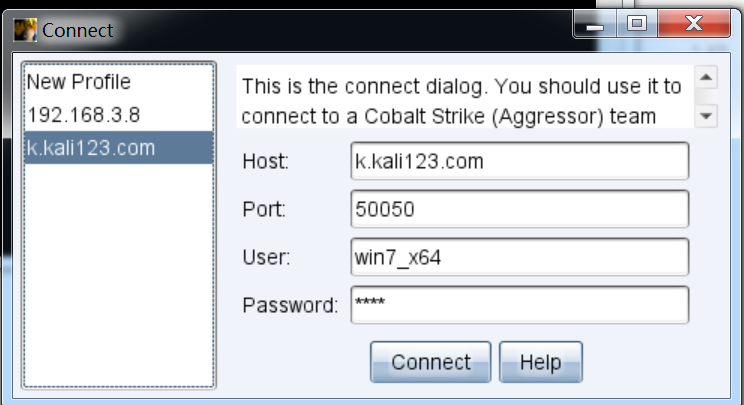 Connect
New Profile
192.168.3.8
k.kali123.com
This is the connect dialog. You should use it to
connect to a Cobalt Strike (Aggressor) team
Host: k.kali123.com
Port: 50050
User: win7_x64
Password: ****
Connect Help